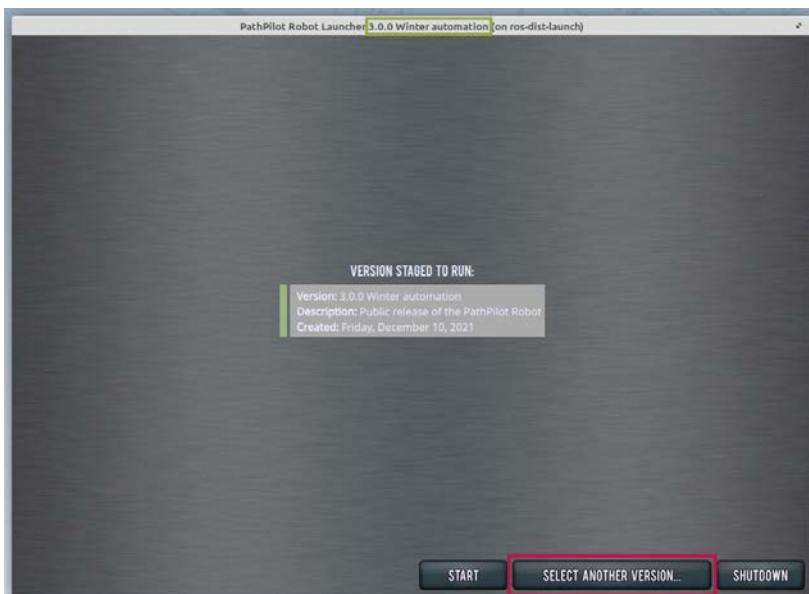 PathPilot Robot Launcher 3.0.0 Winter automation (on ros-dist-launch)
VERSION STAGED TO RUN:
Version: 3.0.0 Winter automation
Description: Public release of the PathPilot Robot
Created: Friday, December 10, 2021
START
SELECT ANOTHER VERSION...
SHUTDOWN